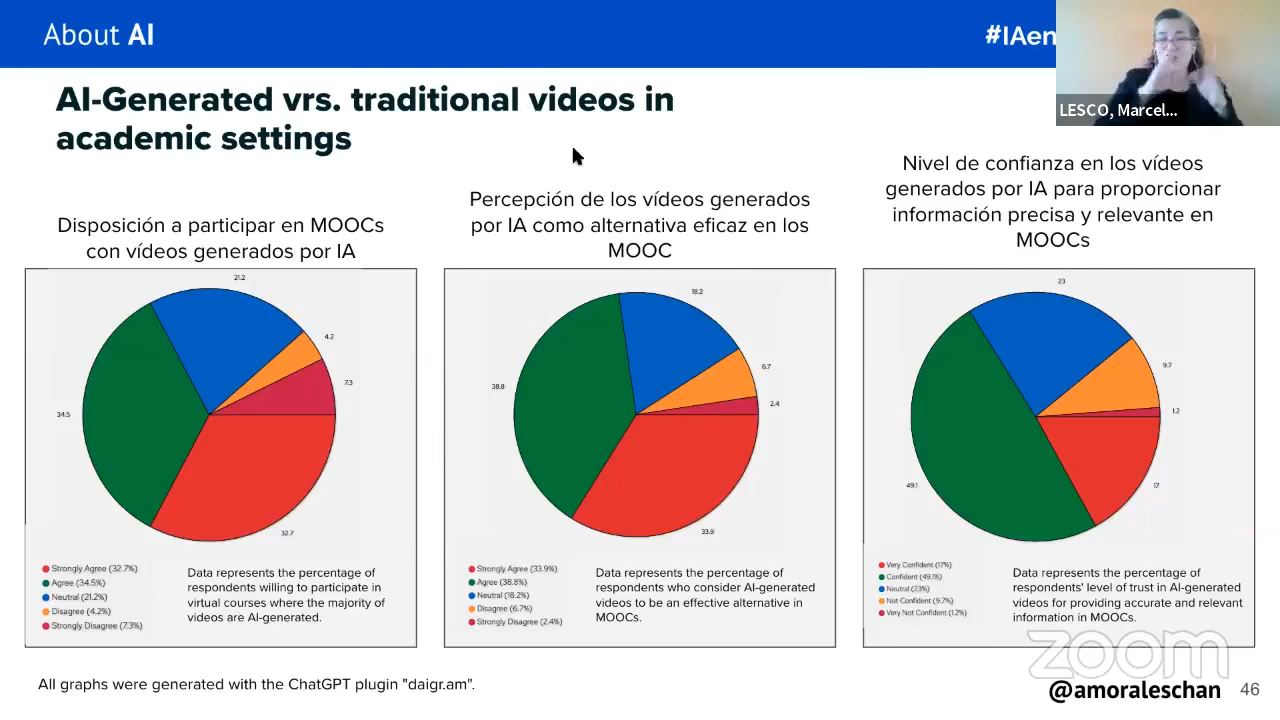 About AI
#IAen
LESCO, Marcel...
AI-Generated vrs. traditional videos in
academic settings
Disposición a participar en MOOCs
con vídeos generados por IA
21.2
4.2
7.3
34.5
32.7
Strongly Agree (32.7%)
Agree (34.5%)
Neutral (21.2%)
Disagree (4.2%)
Strongly Disagree (7.3%)
Data represents the percentage of
respondents willing to participate in
virtual courses where the majority of
videos are AI-generated.
Percepción de los vídeos generados
por IA como alternativa eficaz en los
MOOC
18.2
6.7
2.4
38.8
33.9
Strongly Agree (33.9%)
Agree (38.8%)
Neutral (18.2%)
Disagree (6.7%)
Strongly Disagree (2.4%)
Data represents the percentage of
respondents who consider AI-generated
videos to be an effective alternative in
MOOCs.
Nivel de confianza en los vídeos
generados por IA para proporcionar
información precisa y relevante en
MOOCs
23
9.7
1.2
49.1
17
Very Confident (17%)
Confident (49.1%)
Neutral (23%)
Not Confident (9.7%)
Very Not Confident (1.2%)
Data represents the percentage of
respondents' level of trust in AI-generated
videos for providing accurate and relevant
information in MOOCs.
zoom
All graphs were generated with the ChatGPT plugin "daigr.am".
@amoraleschan
46